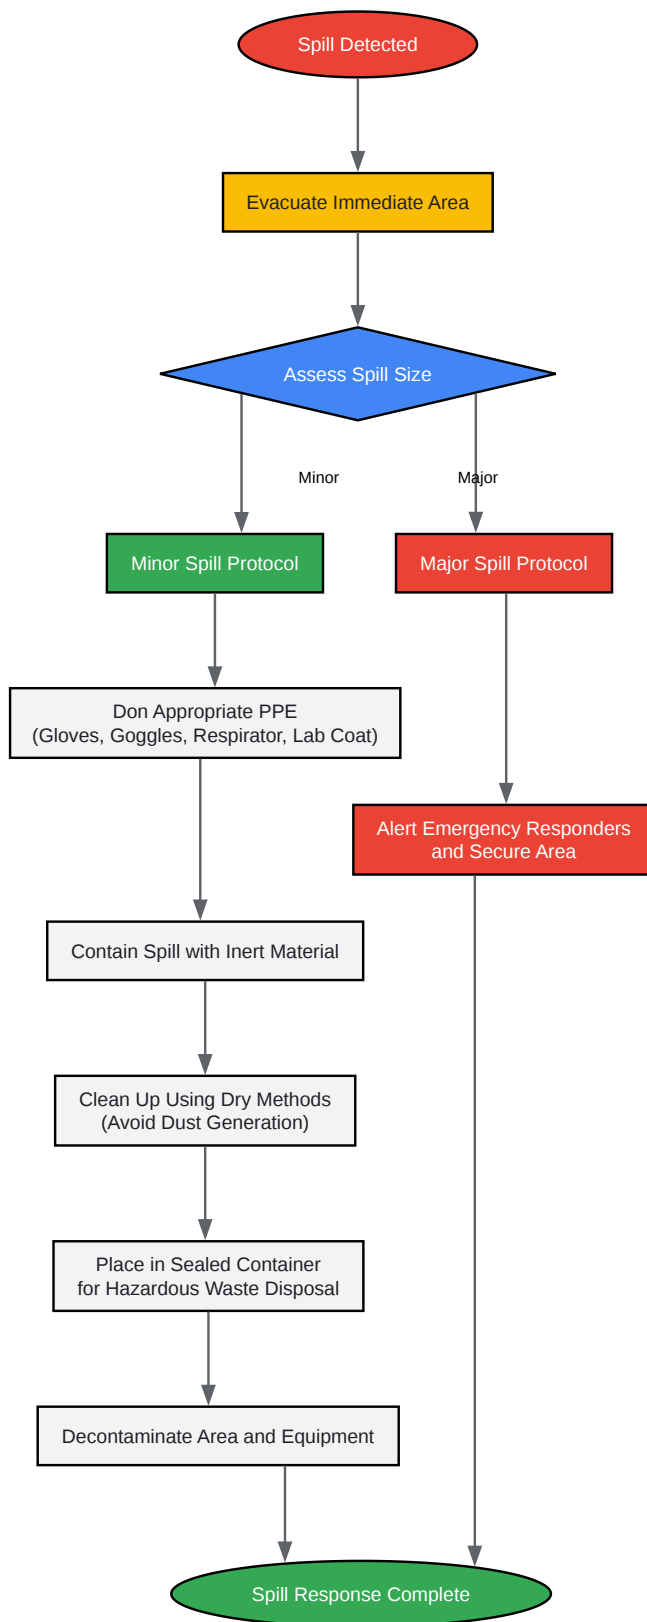 Spill Detected
Evacuate Immediate Area
Assess Spill Size
Minor
Major
Minor Spill Protocol
Major Spill Protocol
Don Appropriate PPE
(Gloves, Goggles, Respirator, Lab Coat)
Alert Emergency Responders
and Secure Area
Contain Spill with Inert Material
Clean Up Using Dry Methods
(Avoid Dust Generation)
Place in Sealed Container
for Hazardous Waste Disposal
Decontaminate Area and Equipment
Spill Response Complete